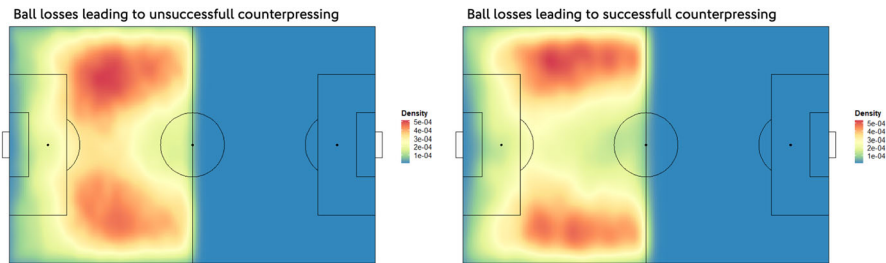 Ball losses leading to unsuccessfull counterpressing
Density
5e-04
4e-04
3e-04
2e-04
1e-04
Ball losses leading to successfull counterpressing
Density
5e-04
4e-04
3e-04
2e-04
1e-04